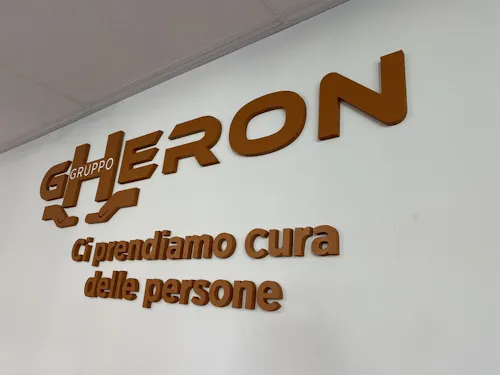 GHERON
GRUPPO
Ci prendiamo cura
delle persone